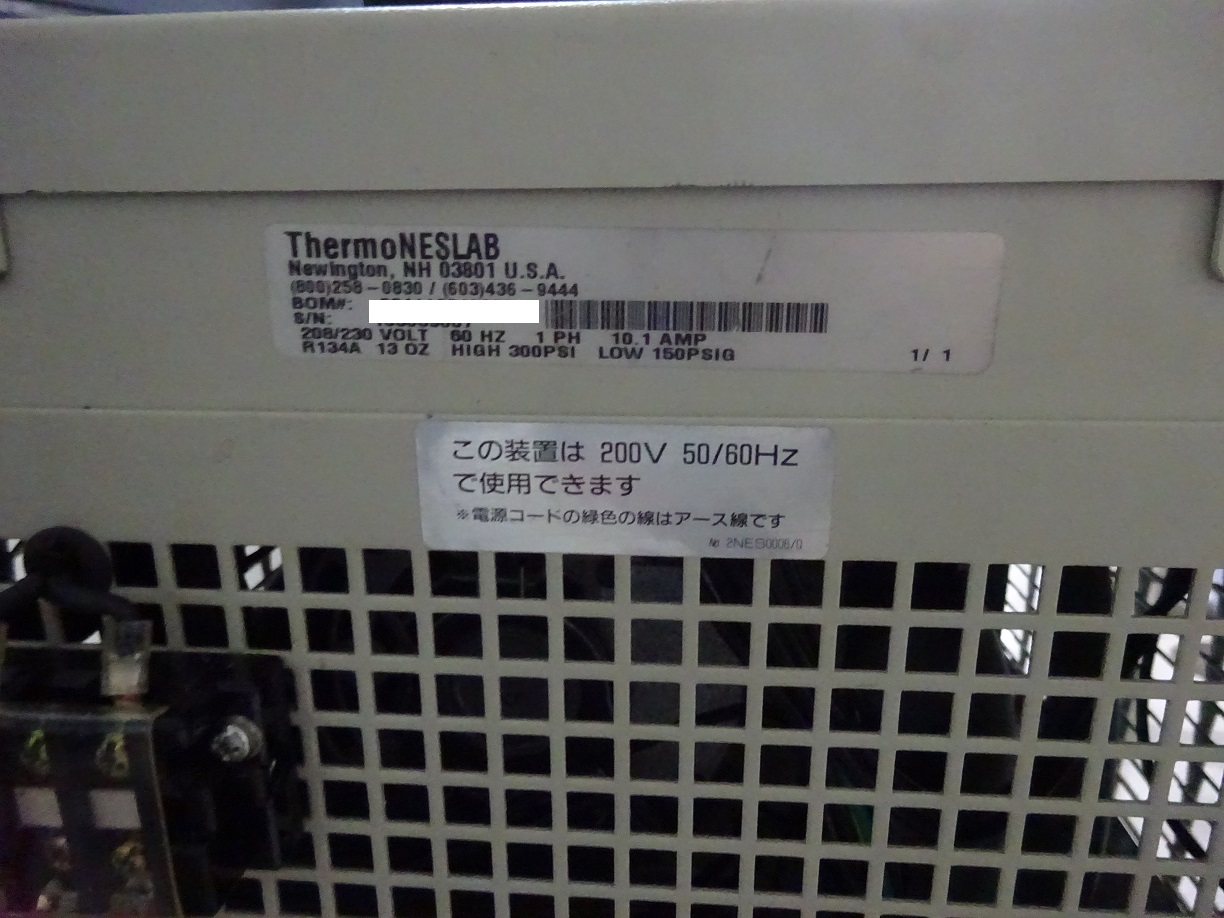 ThermoNESLAB
Newington, NH 03801 U.S.A.
(800)258-0830 / (603)436-9444
BOM#:
S/N:
208/230 VOLT 60 HZ 1 PH 10.1 AMP
R134A 13 OZ HIGH 300PSI LOW 150PSIG 1/ 1
この装置は 200V 50/60Hz
で使用できます
※電源コードの緑色の線はアース線です